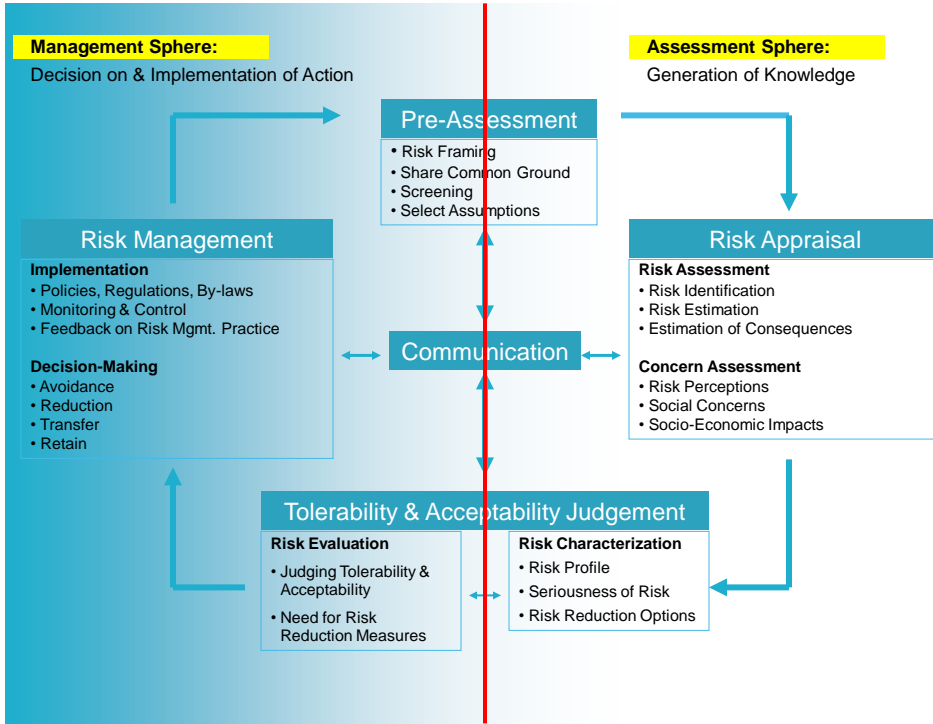 Management Sphere:
Decision on & Implementation of Action
Assessment Sphere:
Generation of Knowledge
Pre-Assessment
• Risk Framing
• Share Common Ground
• Screening
• Select Assumptions
Risk Management
Implementation
• Policies, Regulations, By-laws
• Monitoring & Control
• Feedback on Risk Mgmt. Practice
Decision-Making
• Avoidance
• Reduction
• Transfer
• Retain
Communication
Risk Appraisal
Risk Assessment
• Risk Identification
• Risk Estimation
• Estimation of Consequences
Concern Assessment
• Risk Perceptions
• Social Concerns
• Socio-Economic Impacts
Tolerability & Acceptability Judgement
Risk Evaluation
• Judging Tolerability &
Acceptability
• Need for Risk
Reduction Measures
Risk Characterization
• Risk Profile
• Seriousness of Risk
• Risk Reduction Options